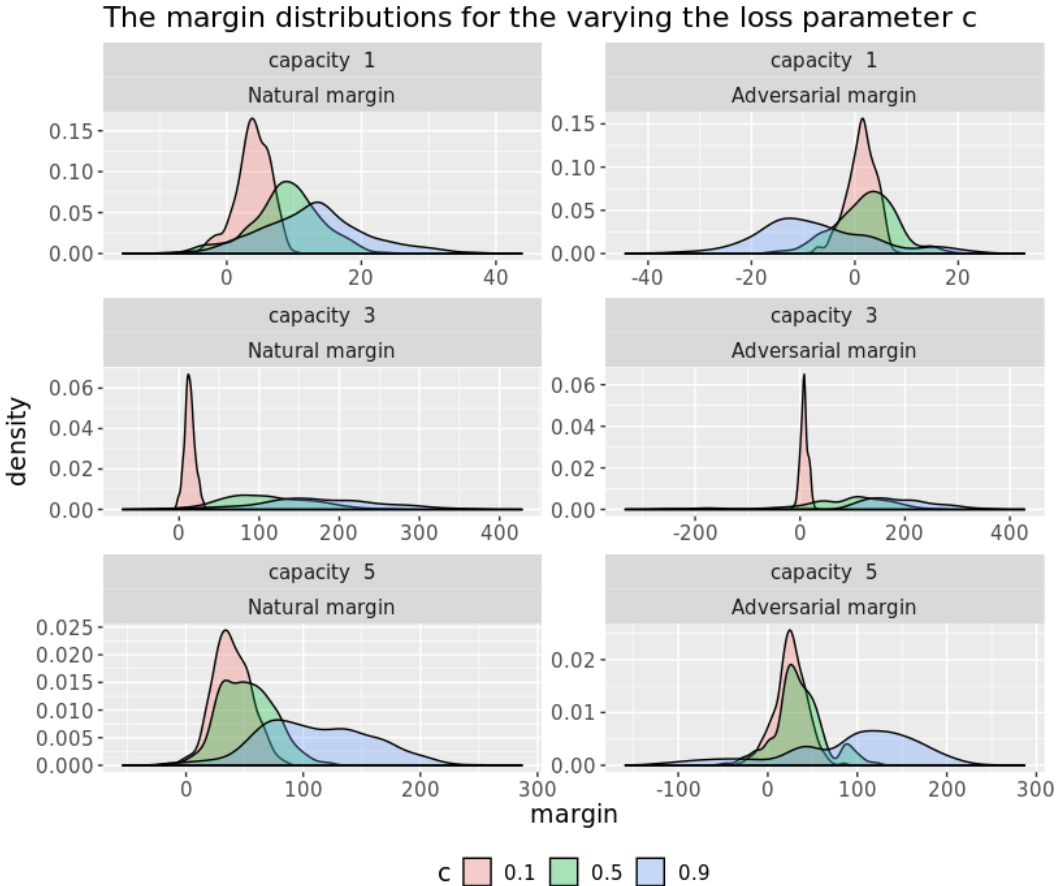 The margin distributions for the varying the loss parameter c
capacity 1
Natural margin
0.15
0.10
0.05
0.00
0 20 40
capacity 1
Adversarial margin
0.15
0.10
0.05
0.00
-40 -20 0 20
capacity 3
Natural margin
0.06
0.04
0.02
0.00
0 100 200 300 400
capacity 3
Adversarial margin
0.06
0.04
0.02
0.00
-200 0 200 400
density
capacity 5
Natural margin
0.025
0.020
0.015
0.010
0.005
0.000
0 100 200 300
capacity 5
Adversarial margin
0.02
0.01
0.00
-100 0 100 200 300
margin
c 0.1 0.5 0.9